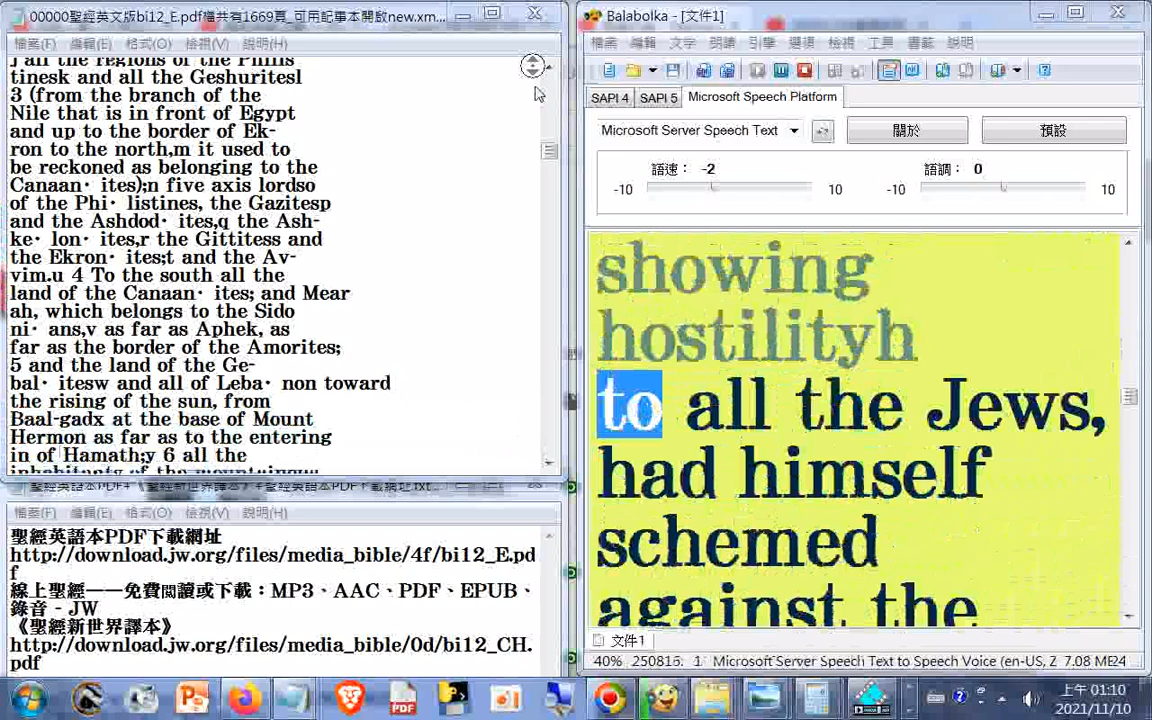 00000聖經英文版bi12_E.pdf檔共有1669頁_可用記事本開啟new.xm...
檔案(F) 編輯(E) 格式(O) 檢視(V) 說明(H)
j all the regions of the Philis
tinesk and all the Geshuritesl
3 (from the branch of the
Nile that is in front of Egypt
and up to the border of Ek-
ron to the north,m it used to
be reckoned as belonging to the
Canaan· ites);n five axis lordso
of the Phi· listines, the Gazitesp
and the Ashdod· ites,q the Ash-
ke· lon· ites,r the Gittitess and
the Ekron· ites;t and the Av-
vim.u 4 To the south all the
land of the Canaan· ites; and Mear
ah, which belongs to the Sido
ni· ans,v as far as Aphek, as
far as the border of the Amorites;
5 and the land of the Ge-
bal· itesw and all of Leba· non toward
the rising of the sun, from
Baal-gadx at the base of Mount
Hermon as far as to the entering
in of Hamath;y 6 all the
檔案(F) 編輯(E) 格式(O) 檢視(V) 說明(H)
聖經英語本PDF下載網址
http://download.jw.org/files/media_bible/4f/bi12_E.pd
f
線上聖經——免費閱讀或下載：MP3、AAC、PDF、EPUB、
錄音 - JW
《聖經新世界譯本》
http://download.jw.org/files/media_bible/0d/bi12_CH.
pdf
Balabolka - [文件1]
檔案 編輯 文字 朗讀 引擎 選項 檢視 工具 書籤 說明
SAPI 4 SAPI 5 Microsoft Speech Platform
Microsoft Server Speech Text 關於 預設
語速： -2 語調： 0
-10 10 -10 10
showing
hostilityh
to all the Jews,
had himself
schemed
against the
文件1
40% 250815: 1 Microsoft Server Speech Text to Speech Voice (en-US, Z 7.08 ME24
上午 01:10
2021/11/10